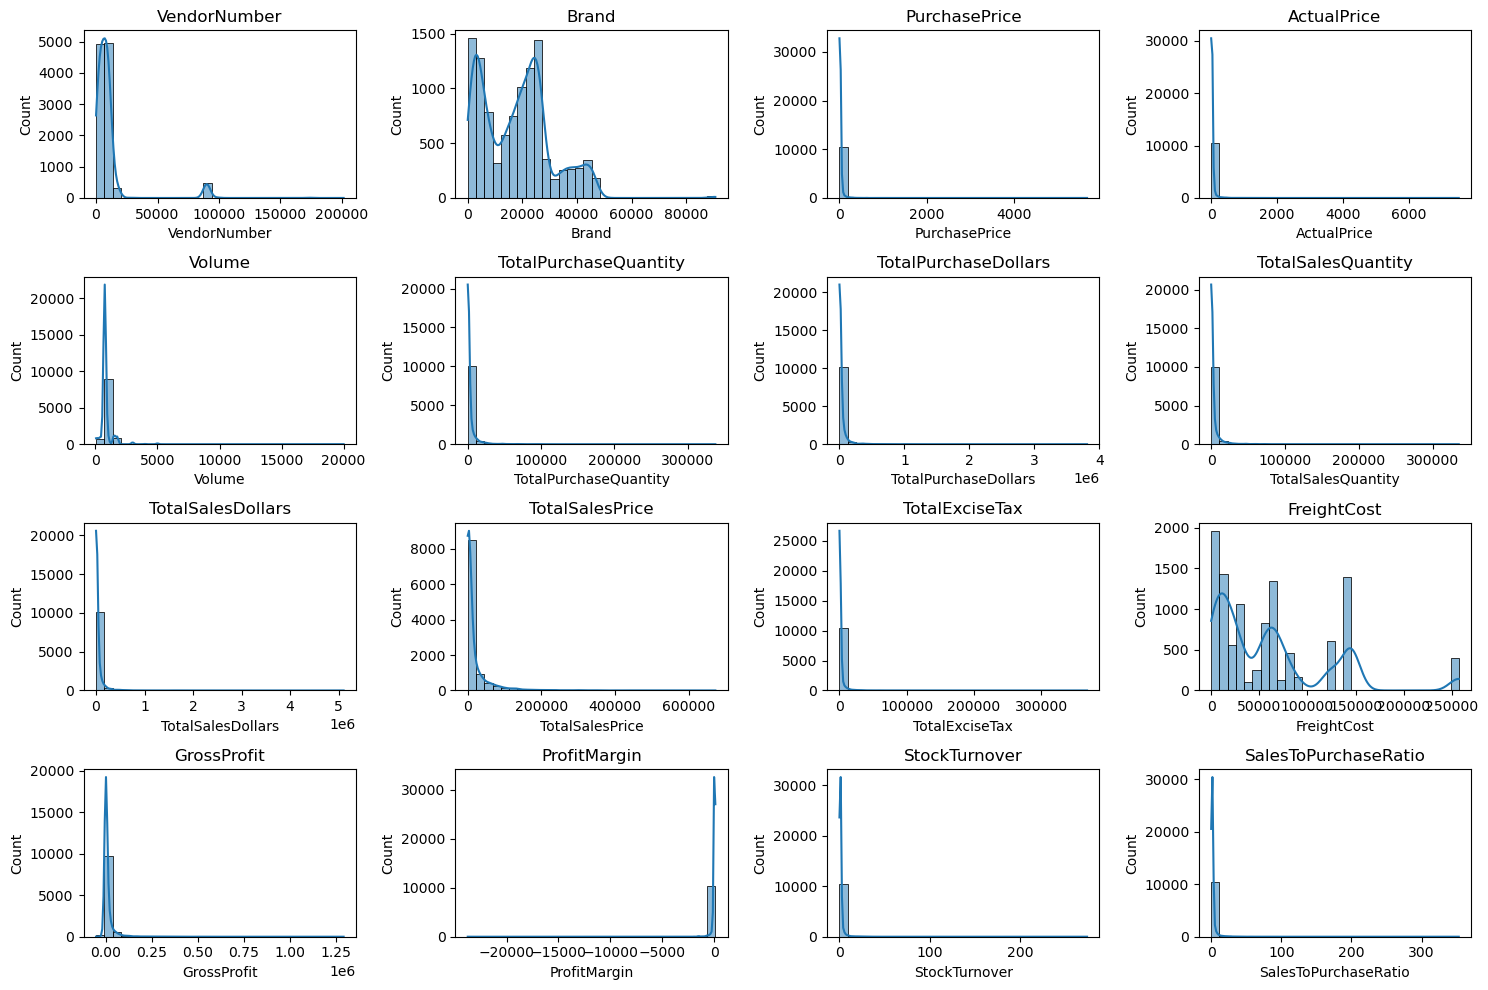 VendorNumber
5000
4000
3000
2000
1000
0
Count
0 50000 100000 150000 200000
VendorNumber
Brand
1500
1000
500
0
Count
0 20000 40000 60000 80000
Brand
PurchasePrice
30000
20000
10000
0
Count
0 2000 4000
PurchasePrice
ActualPrice
30000
20000
10000
0
Count
0 2000 4000 6000
ActualPrice
Volume
20000
15000
10000
5000
0
Count
0 5000 10000 15000 20000
Volume
TotalPurchaseQuantity
20000
15000
10000
5000
0
Count
0 100000 200000 300000
TotalPurchaseQuantity
TotalPurchaseDollars
20000
15000
10000
5000
0
Count
0 1 2 3 4
1e6
TotalPurchaseDollars
TotalSalesQuantity
20000
15000
10000
5000
0
Count
0 100000 200000 300000
TotalSalesQuantity
TotalSalesDollars
20000
15000
10000
5000
0
Count
0 1 2 3 4 5
1e6
TotalSalesDollars
TotalSalesPrice
8000
6000
4000
2000
0
Count
0 200000 400000 600000
TotalSalesPrice
TotalExciseTax
25000
20000
15000
10000
5000
0
Count
0 100000 200000 300000
TotalExciseTax
FreightCost
2000
1500
1000
500
0
Count
0 50000 100000 150000 200000 250000
FreightCost
GrossProfit
20000
15000
10000
5000
0
Count
0.00 0.25 0.50 0.75 1.00 1.25
1e6
GrossProfit
ProfitMargin
30000
20000
10000
0
Count
−20000 −15000 −10000 −5000 0
ProfitMargin
StockTurnover
30000
20000
10000
0
Count
0 100 200
StockTurnover
SalesToPurchaseRatio
30000
20000
10000
0
Count
0 100 200 300
SalesToPurchaseRatio